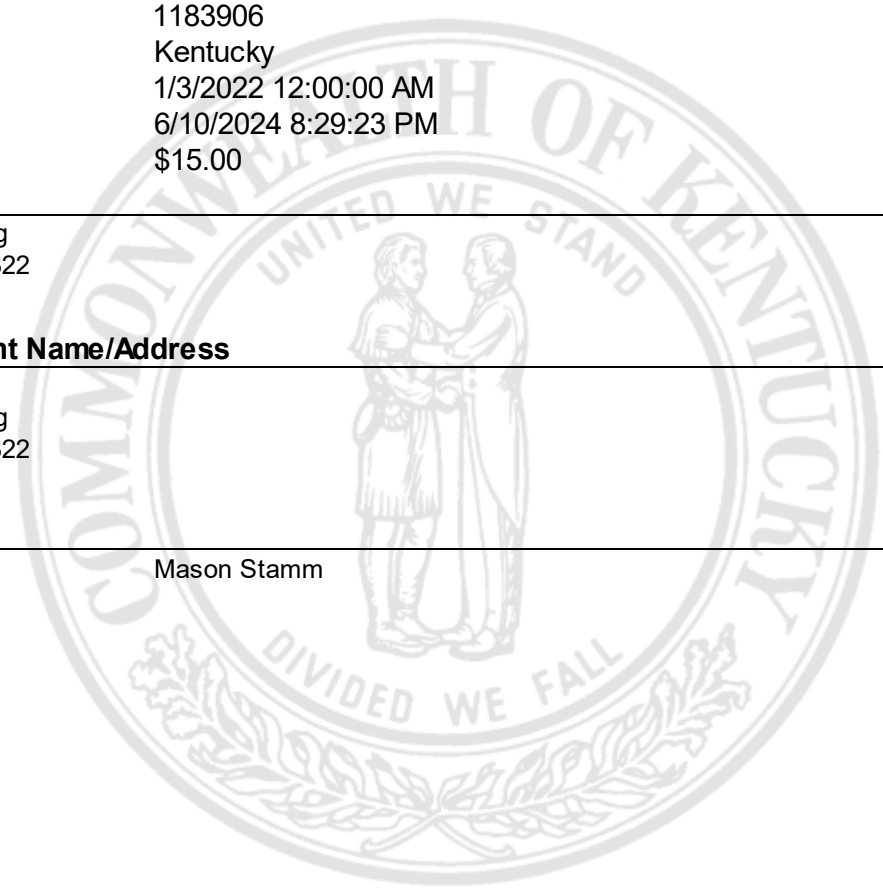 1183906
Kentucky
1/3/2022 12:00:00 AM
6/10/2024 8:29:23 PM
$15.00
g
22
nt Name/Address
g
22
Mason Stamm
COMMONWEALTH OF KENTUCKY
UNITED WE STAND
DIVIDED WE FALL